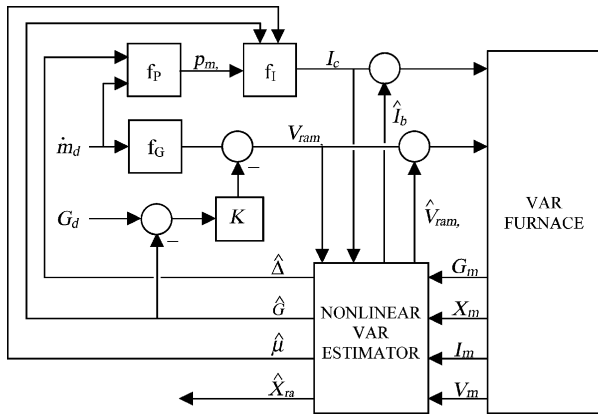 p_m,
I_c
f_P
f_I
Î_b
ṁ_d
f_G
V_ram
–
V̂_ram,
VAR
FURNACE
G_d
K
–
Δ̂
G_m
Ĝ
NONLINEAR
VAR
ESTIMATOR
X_m
μ̂
I_m
X̂_ra
V_m